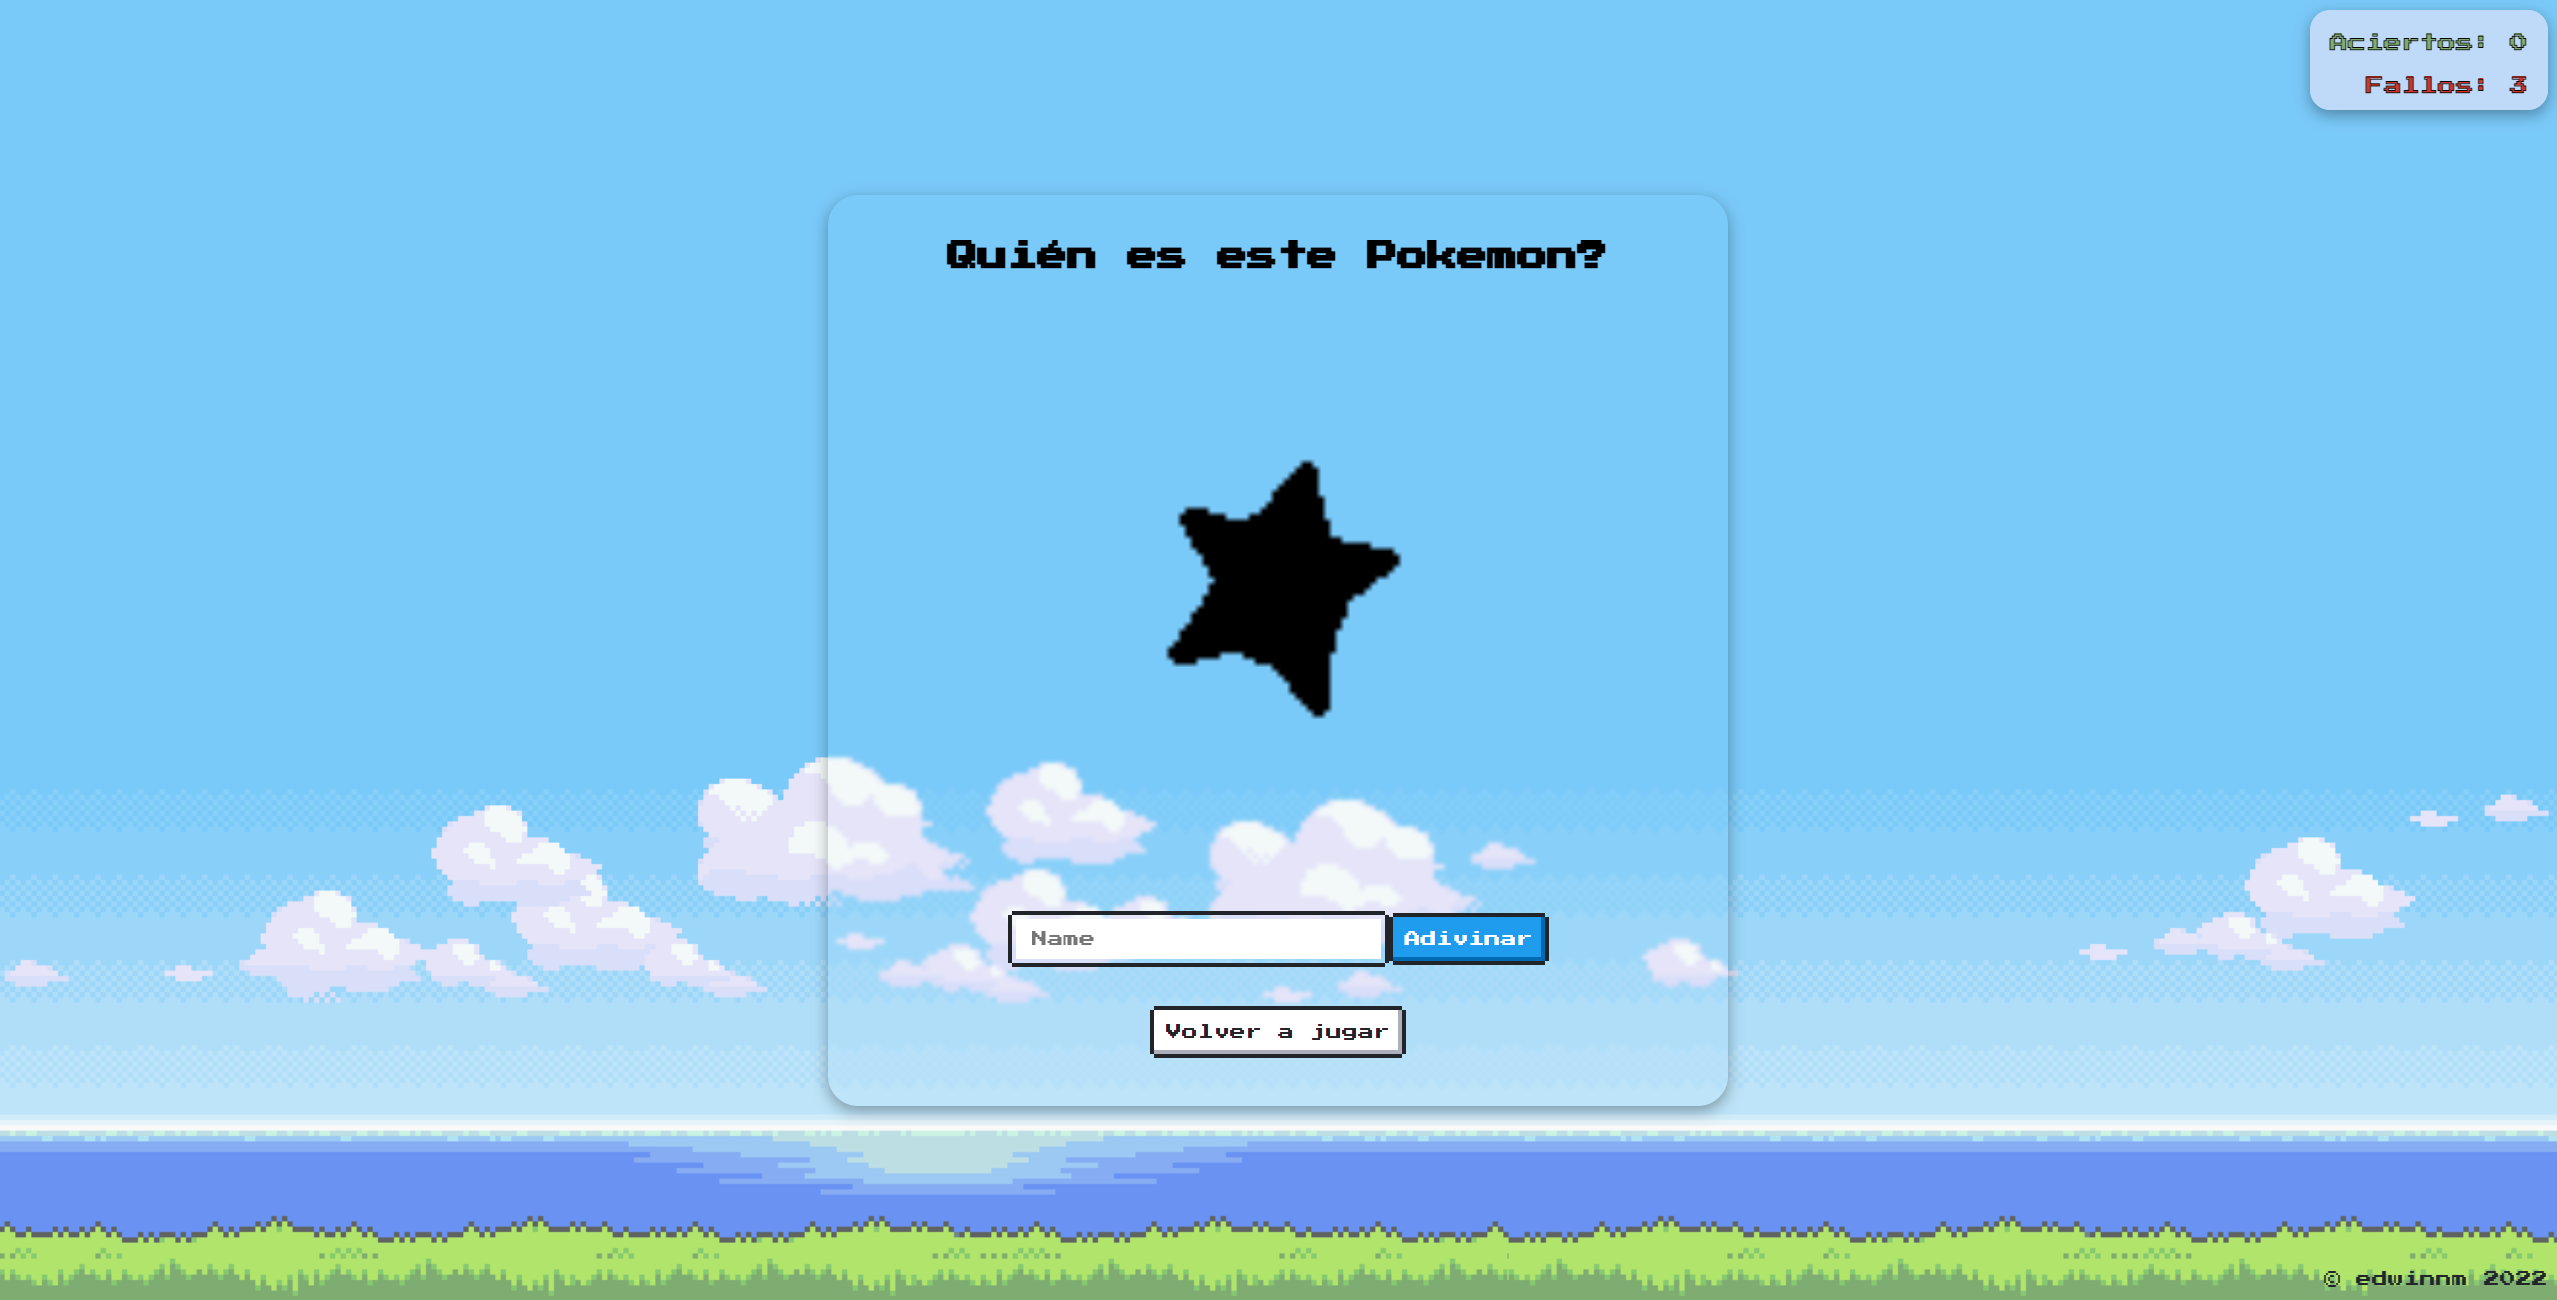 Aciertos: 0
Fallos: 3
Quién es este Pokemon?
Name
Adivinar
Volver a jugar
© edwinnm 2022